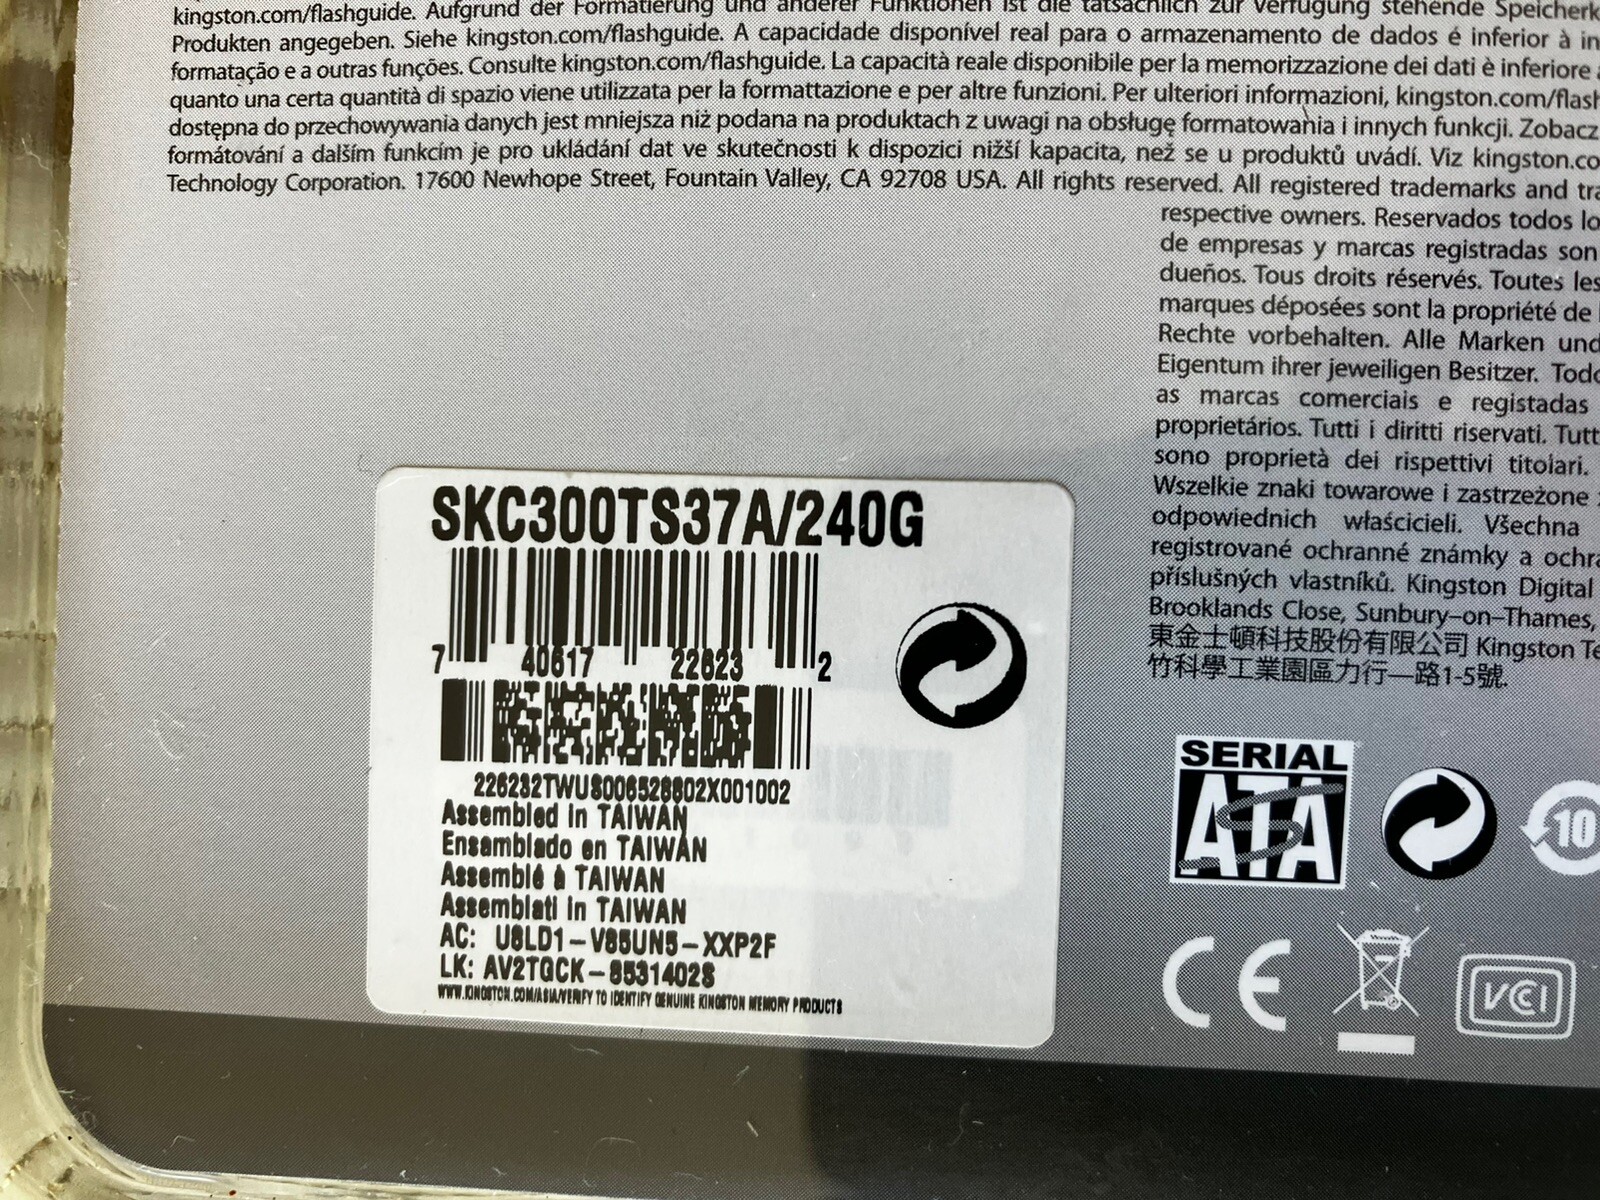 kingston.com/flashguide. Aufgrund der Formatierung und anderer Funktionen ist die tatsächlich zur Verfügung stehende Speicherk
Produkten angegeben. Siehe kingston.com/flashguide. A capacidade disponível real para o armazenamento de dados é inferior à in
formatação e a outras funções. Consulte kingston.com/flashguide. La capacità reale disponibile per la memorizzazione dei dati è inferiore a
quanto una certa quantità di spazio viene utilizzata per la formattazione e per altre funzioni. Per ulteriori informazioni, kingston.com/flash
dostępna do przechowywania danych jest mniejsza niż podana na produktach z uwagi na obsługę formatowania i innych funkcji. Zobacz
formátování a dalším funkcím je pro ukládání dat ve skutečnosti k dispozici nižší kapacita, než se u produktů uvádí. Viz kingston.co
Technology Corporation. 17600 Newhope Street, Fountain Valley, CA 92708 USA. All rights reserved. All registered trademarks and tra
respective owners. Reservados todos lo
de empresas y marcas registradas son
dueños. Tous droits réservés. Toutes les
marques déposées sont la propriété de
Rechte vorbehalten. Alle Marken und
Eigentum ihrer jeweiligen Besitzer. Todo
as marcas comerciais e registadas
proprietários. Tutti i diritti riservati. Tutt
sono proprietà dei rispettivi titolari.
Wszelkie znaki towarowe i zastrzeżone
odpowiednich właścicieli. Všechna
registrované ochranné známky a ochra
příslušných vlastníků. Kingston Digital
Brooklands Close, Sunbury–on–Thames,
東金士頓科技股份有限公司 Kingston Te
竹科學工業園區力行一路1-5號.
SKC300TS37A/240G
7 40617 22623 2
226232TWUS006528802X001002
Assembled in TAIWAN
Ensamblado en TAIWAN
Assemblé à TAIWAN
Assemblati in TAIWAN
AC: U8LD1-V85UN5-XXP2F
LK: AV2TQCK-8531402S
WWW.KINGSTON.COM/ASIA/VERIFY TO IDENTIFY GENUINE KINGSTON MEMORY PRODUCTS
SERIAL
ATA
10
CE
VCCI